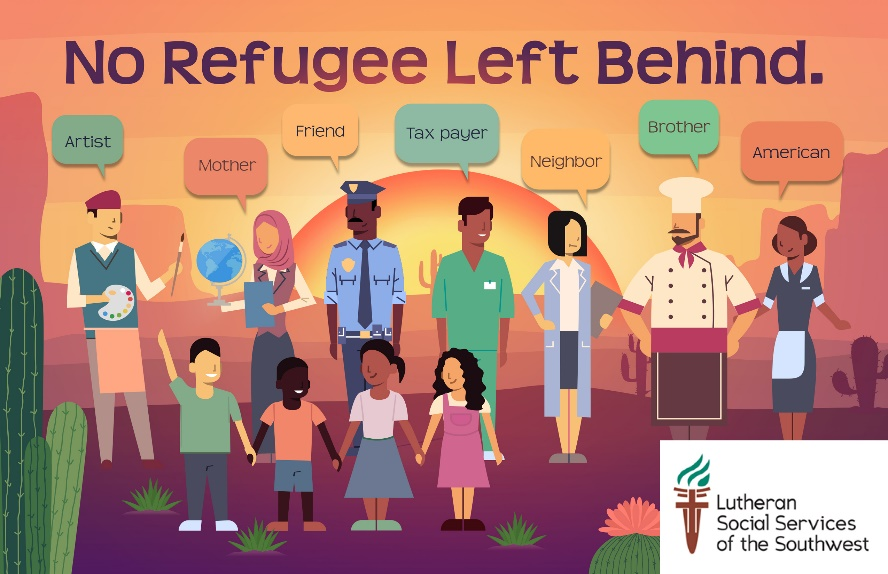 No Refugee Left Behind.
Artist
Mother
Friend
Tax payer
Neighbor
Brother
American
Lutheran
Social Services
of the Southwest